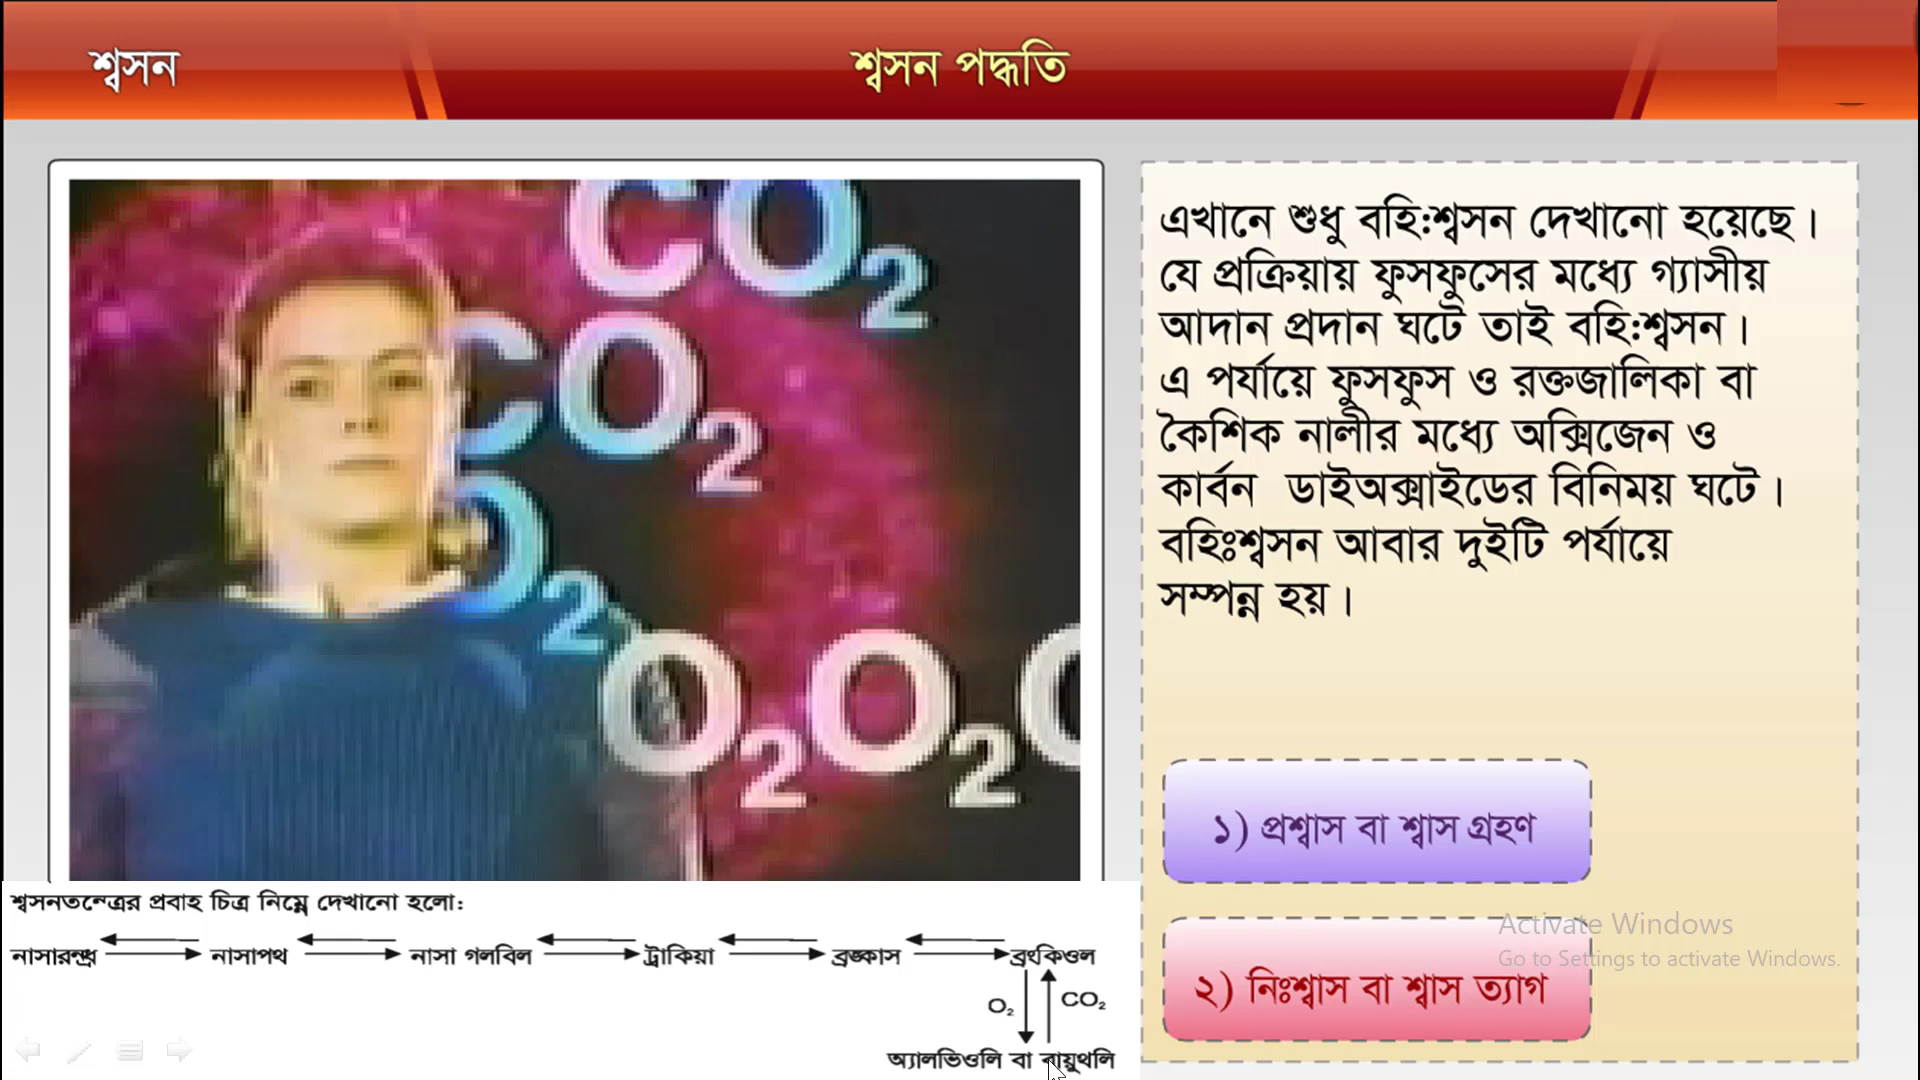 শ্বসন
শ্বসন পদ্ধতি
CO2
CO2
O2
O2O2
এখানে শুধু বহি:শ্বসন দেখানো হয়েছে।
যে প্রক্রিয়ায় ফুসফুসের মধ্যে গ্যাসীয়
আদান প্রদান ঘটে তাই বহি:শ্বসন।
এ পর্যায়ে ফুসফুস ও রক্তজালিকা বা
কৈশিক নালীর মধ্যে অক্সিজেন ও
কার্বন ডাইঅক্সাইডের বিনিময় ঘটে।
বহিঃশ্বসন আবার দুইটি পর্যায়ে
সম্পন্ন হয়।
১) প্রশ্বাস বা শ্বাস গ্রহণ
২) নিঃশ্বাস বা শ্বাস ত্যাগ
Activate Windows
Go to Settings to activate Windows.
শ্বসনতন্ত্রের প্রবাহ চিত্র নিম্নে দেখানো হলো:
নাসারন্ধ্র নাসাপথ নাসা গলবিল ট্রাকিয়া ব্রঙ্কাস ব্রংকিওল
O₂ CO₂
অ্যালভিওলি বা বায়ুথলি